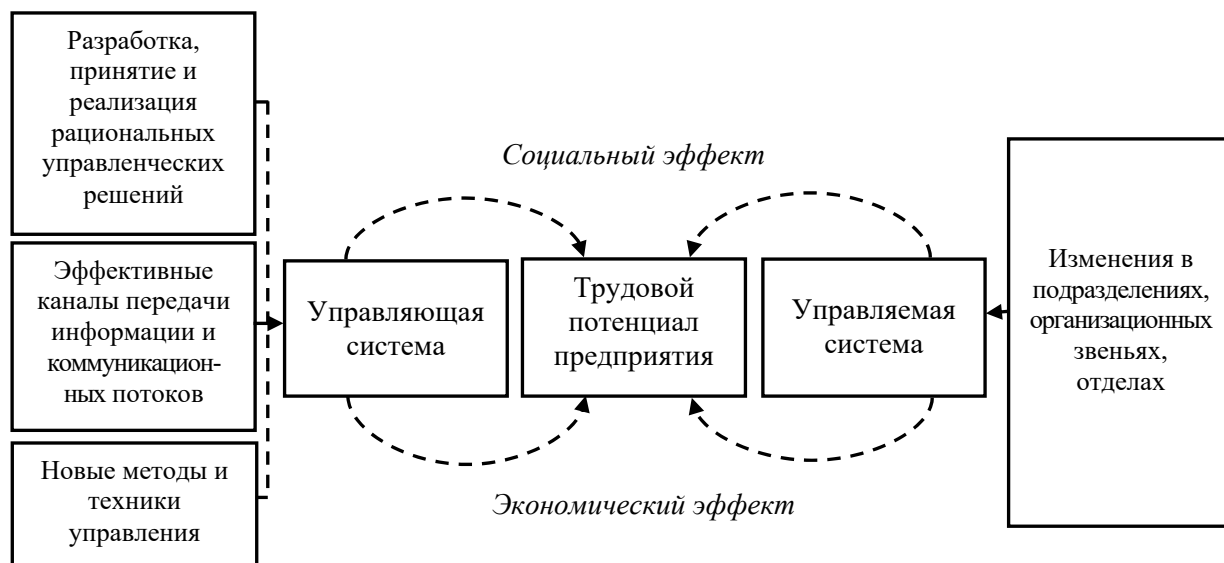 Разработка,
принятие и
реализация
рациональных
управленческих
решений
Эффективные
каналы передачи
информации и
коммуникацион-
ных потоков
Новые методы и
техники
управления
Социальный эффект
Управляющая
система
Трудовой
потенциал
предприятия
Управляемая
система
Экономический эффект
Изменения в
подразделениях,
организационных
звеньях,
отделах